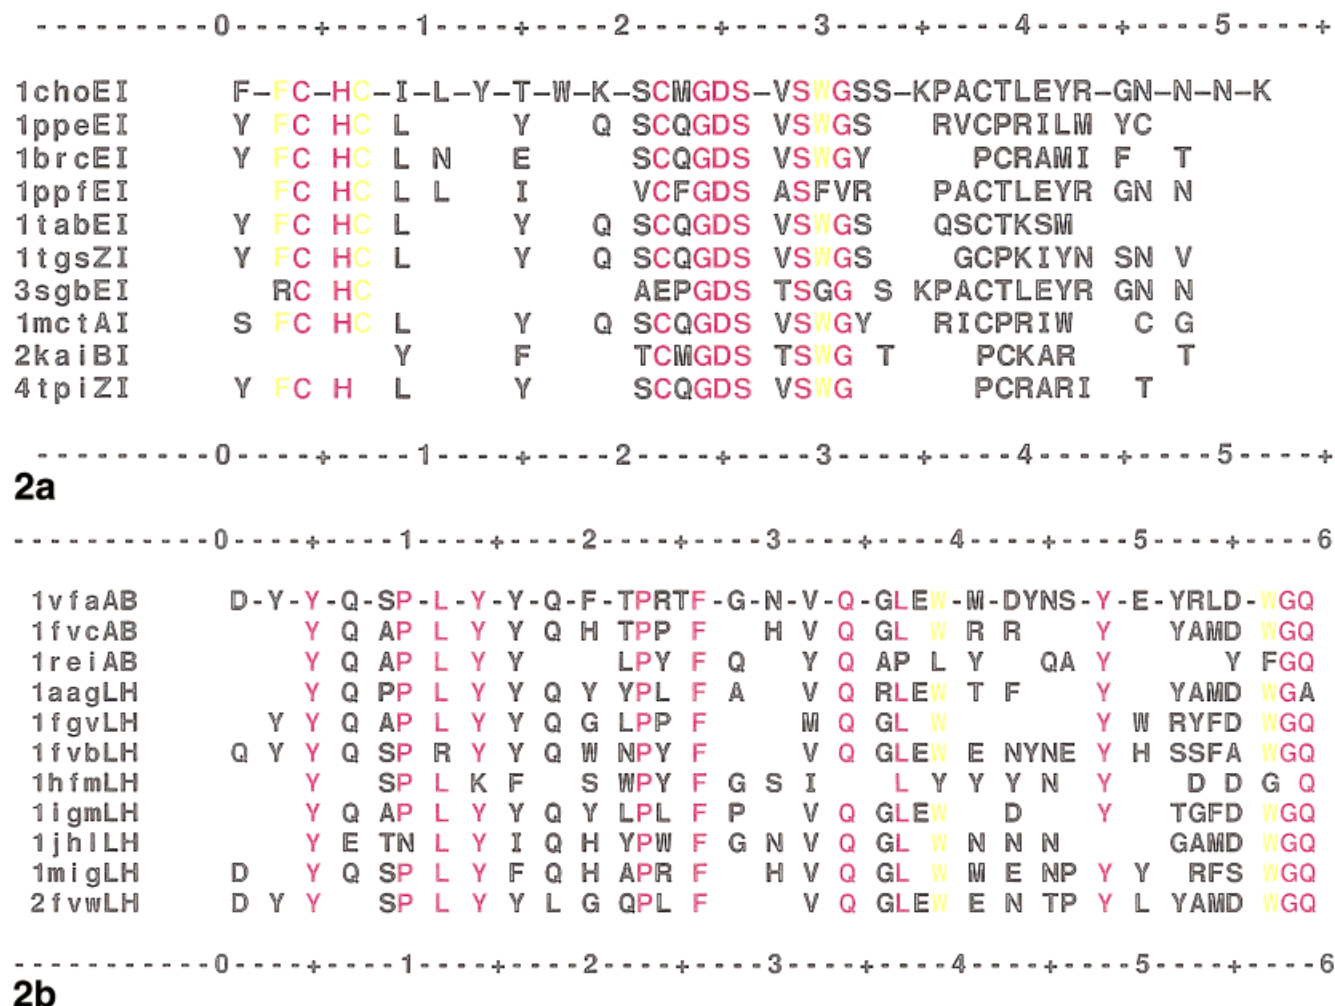 ----------0----+----1----+----2----+----3----+----4----+----5----+
1choEI F-FC-HC-I-L-Y-T-W-K-SCMGDS-VSWGSS-KPACTLEYR-GN-N-N-K
1ppeEI Y FC HC L Y Q SCQGDS VSWGS RVCPRILM YC
1brcEI Y FC HC L N E SCQGDS VSWGY PCRAMI F T
1ppfEI FC HC L L I VCFGDS ASFVR PACTLEYR GN N
1tabEI Y FC HC L Y Q SCQGDS VSWGS QSCTKSM
1tgsZI Y FC HC L Y Q SCQGDS VSWGS GCPKIYN SN V
3sgbEI RC HC AEPGDS TSGG S KPACTLEYR GN N
1mctAI S FC HC L Y Q SCQGDS VSWGY RICPRIW C G
2kaiBI Y F TCMGDS TSWG T PCKAR T
4tpiZI Y FC H L Y SCQGDS VSWG PCRARI T
----------0----+----1----+----2----+----3----+----4----+----5----+
2a
-----------0----+----1----+----2----+----3----+----4----+----5----+----6
1vfaAB D-Y-Y-Q-SP-L-Y-Y-Q-F-TPRTF-G-N-V-Q-GLEW-M-DYNS-Y-E-YRLD-WGQ
1fvcAB Y Q AP L Y Y Q H TPP F H V Q GL W R R Y YAMD WGQ
1reiAB Y Q AP L Y Y LPY F Q Y Q AP L Y QA Y Y FGQ
1aagLH Y Q PP L Y Y Q Y YPL F A V Q RLEW T F Y YAMD WGA
1fgvLH Y Y Q AP L Y Y Q G LPP F M Q GL W Y W RYFD WGQ
1fvbLH Q Y Y Q SP R Y Y Q W NPY F V Q GLEW E NYNE Y H SSFA WGQ
1hfmLH Y SP L K F S WPY F G S I L Y Y Y N Y D D G Q
1igmLH Y Q AP L Y Y Q Y LPL F P V Q GLEW D Y TGFD WGQ
1jhlLH Y E TN L Y I Q H YPW F G N V Q GL W N N N GAMD WGQ
1migLH D Y Q SP L Y F Q H APR F H V Q GL W M E NP Y Y RFS WGQ
2fvwLH D Y Y SP L Y Y L G QPL F V Q GLEW E N TP Y L YAMD WGQ
-----------0----+----1----+----2----+----3----+----4----+----5----+----6
2b